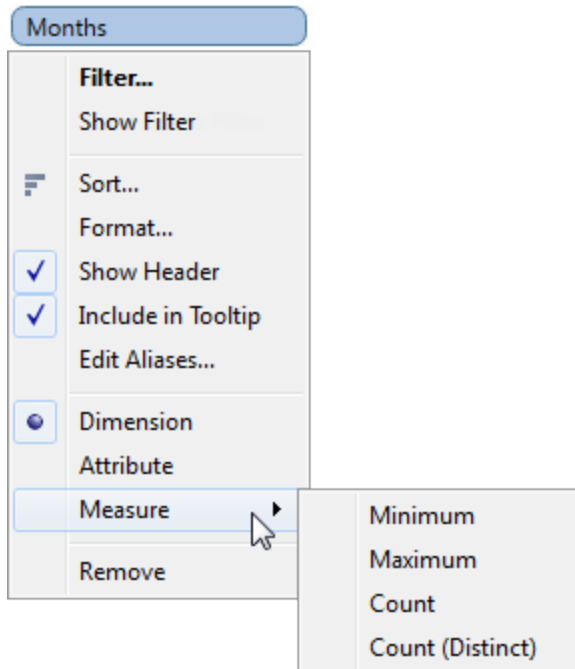 Months
Filter...
Show Filter
Sort...
Format...
Show Header
Include in Tooltip
Edit Aliases...
Dimension
Attribute
Measure
Remove
Minimum
Maximum
Count
Count (Distinct)